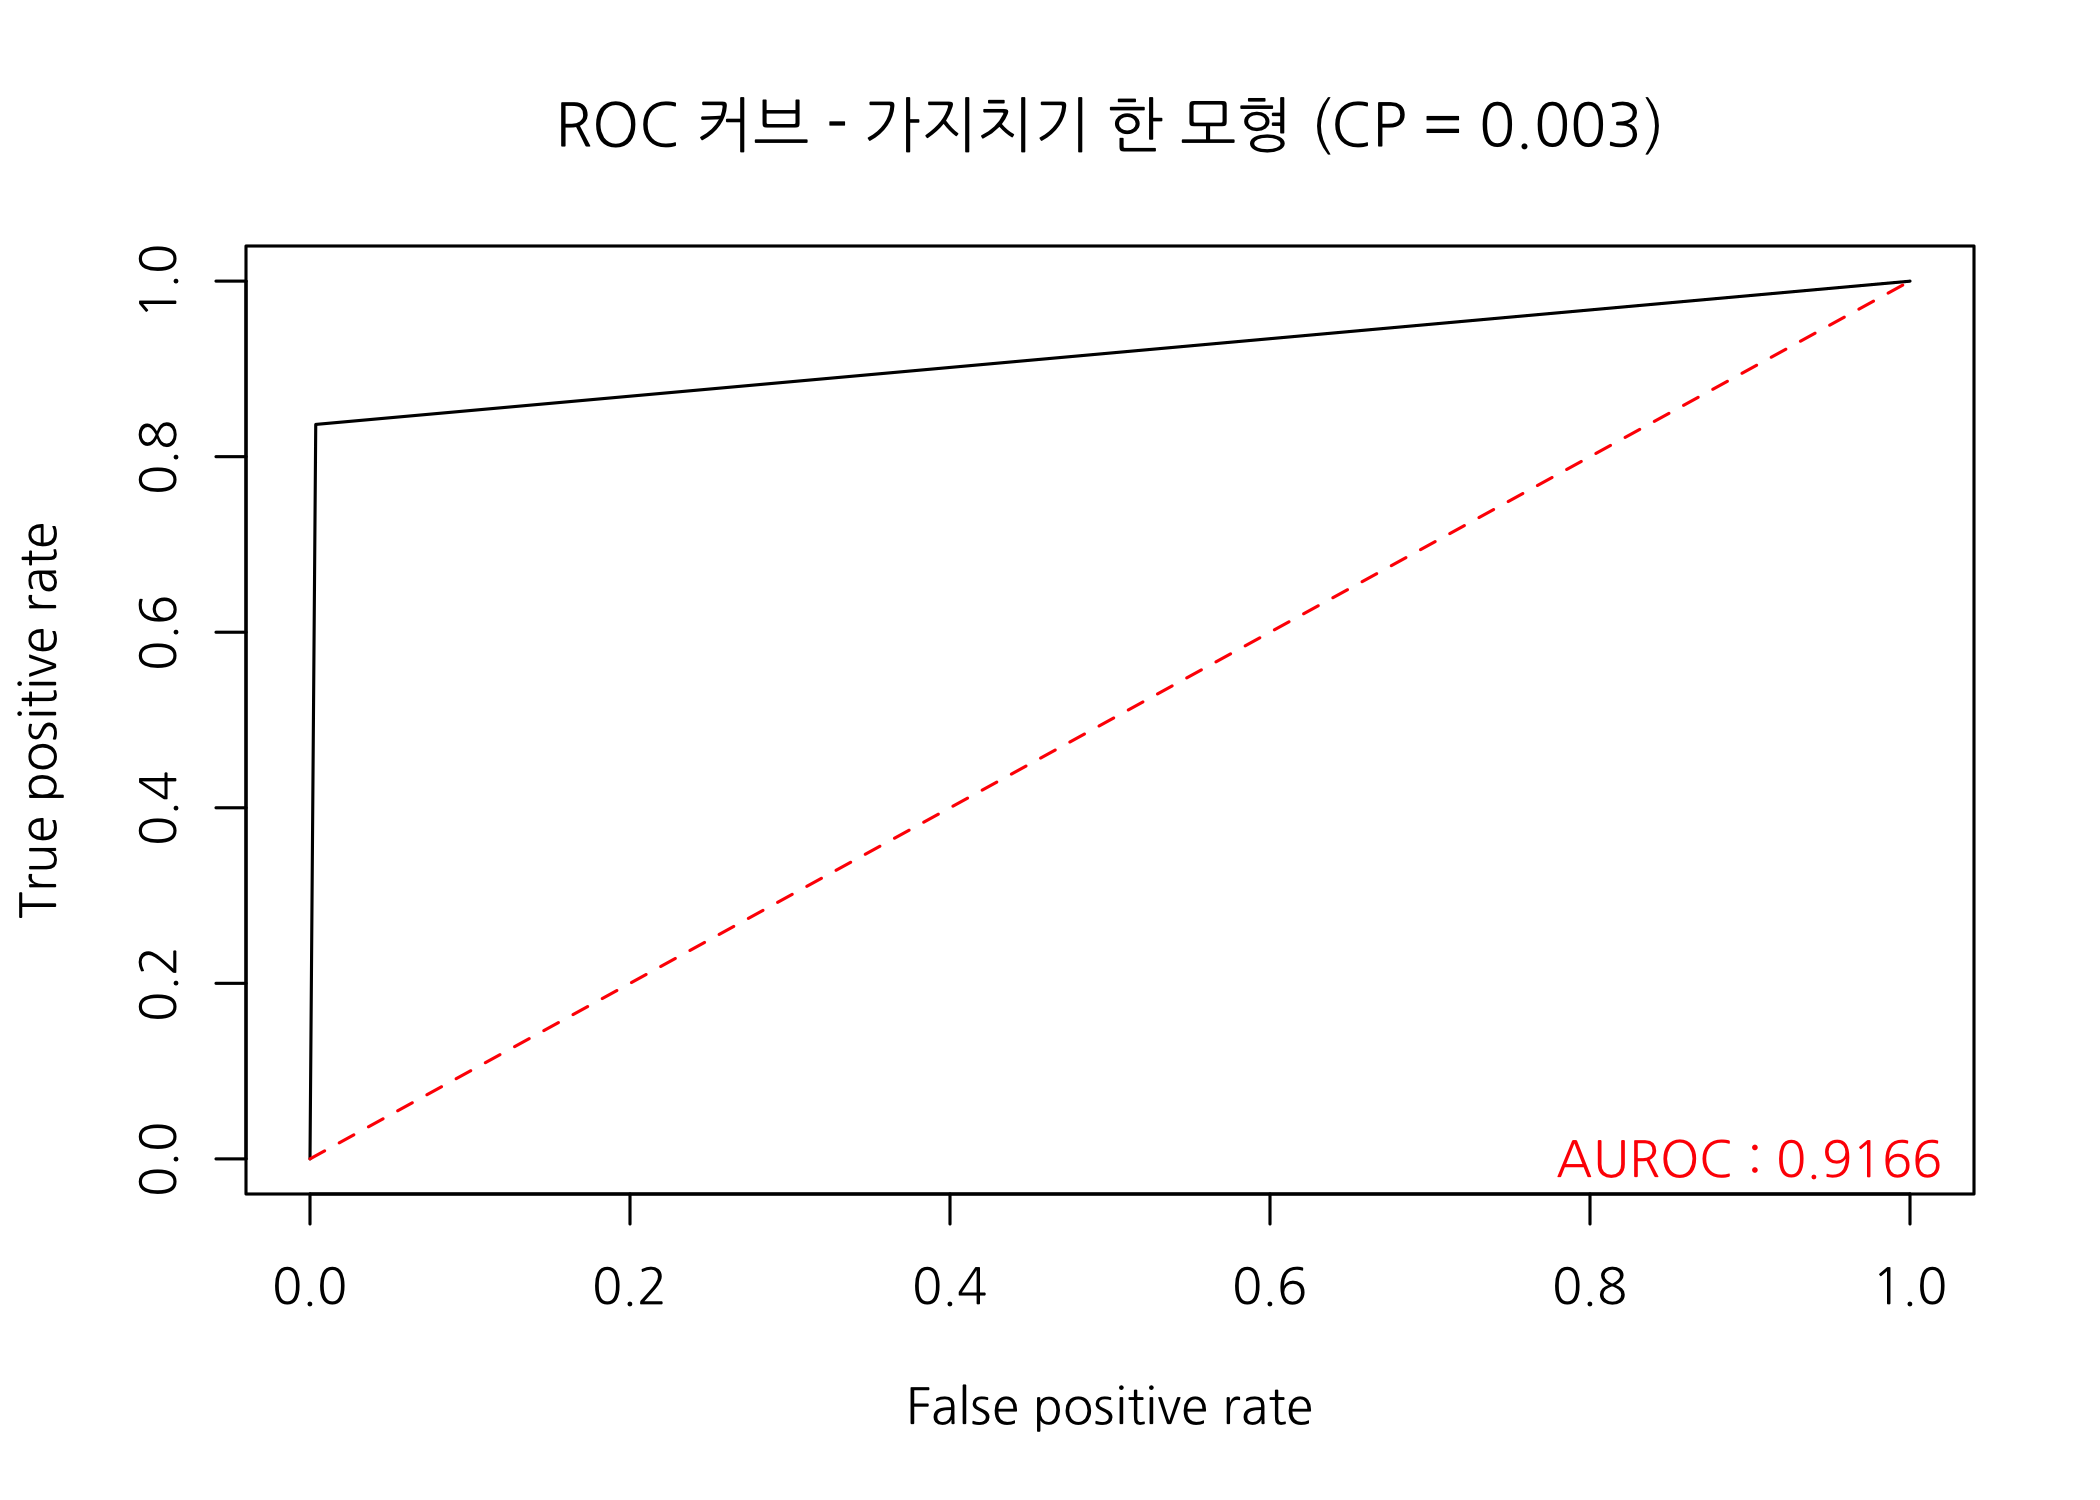 ROC 커브 - 가지치기 한 모형 (CP = 0.003)
True positive rate
1.0
0.8
0.6
0.4
0.2
0.0
AUROC : 0.9166
0.0 0.2 0.4 0.6 0.8 1.0
False positive rate